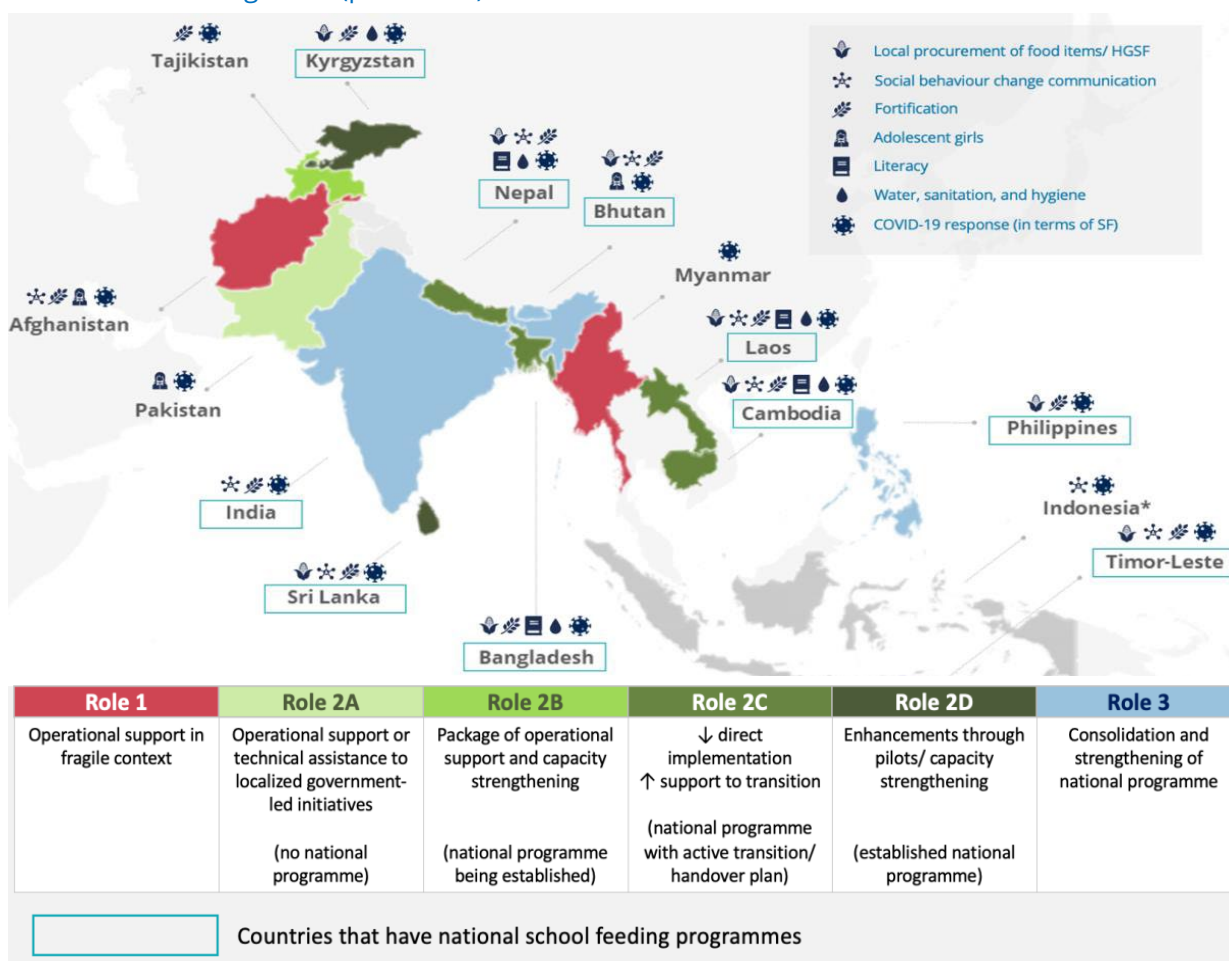 Tajikistan
Kyrgyzstan
Local procurement of food items/ HGSF
Social behaviour change communication
Fortification
Adolescent girls
Literacy
Water, sanitation, and hygiene
COVID-19 response (in terms of SF)
Nepal
Bhutan
Myanmar
Afghanistan
Laos
Pakistan
Cambodia
Philippines
India
Indonesia*
Timor-Leste
Sri Lanka
Bangladesh
Role 1
Operational support in
fragile context
Role 2A
Operational support or
technical assistance to
localized government-
led initiatives
(no national
programme)
Role 2B
Package of operational
support and capacity
strengthening
(national programme
being established)
Role 2C
↓ direct
implementation
↑ support to transition
(national programme
with active transition/
handover plan)
Role 2D
Enhancements through
pilots/ capacity
strengthening
(established national
programme)
Role 3
Consolidation and
strengthening of
national programme
Countries that have national school feeding programmes